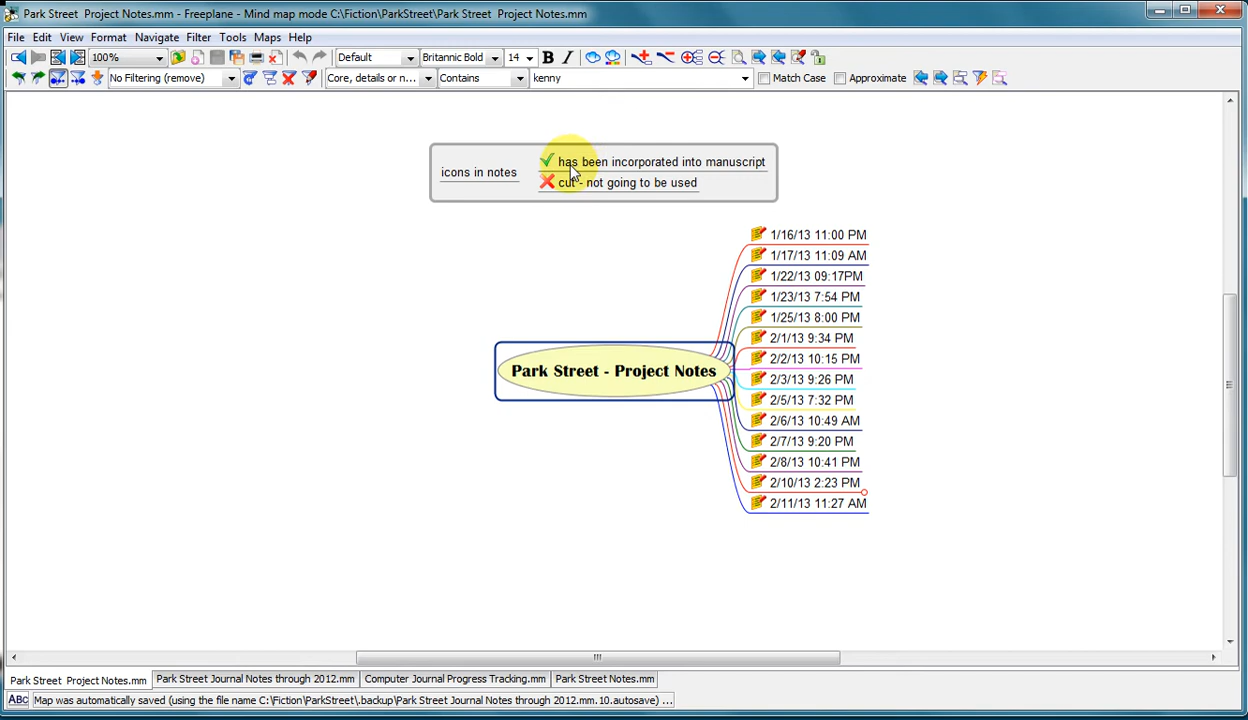 Park Street  Project Notes.mm - Freeplane - Mind map mode C:\Fiction\ParkStreet\Park Street  Project Notes.mm
File Edit View Format Navigate Filter Tools Maps Help
100% Default Britannic Bold 14 B I
No Filtering (remove) Core, details or n... Contains kenny Match Case Approximate
icons in notes
has been incorporated into manuscript
cut - not going to be used
1/16/13 11:00 PM
1/17/13 11:09 AM
1/22/13 09:17PM
1/23/13 7:54 PM
1/25/13 8:00 PM
2/1/13 9:34 PM
2/2/13 10:15 PM
Park Street - Project Notes
2/3/13 9:26 PM
2/5/13 7:32 PM
2/6/13 10:49 AM
2/7/13 9:20 PM
2/8/13 10:41 PM
2/10/13 2:23 PM
2/11/13 11:27 AM
Park Street  Project Notes.mm Park Street Journal Notes through 2012.mm Computer Journal Progress Tracking.mm Park Street Notes.mm
ABC Map was automatically saved (using the file name C:\Fiction\ParkStreet\.backup\Park Street Journal Notes through 2012.mm.10.autosave) ...